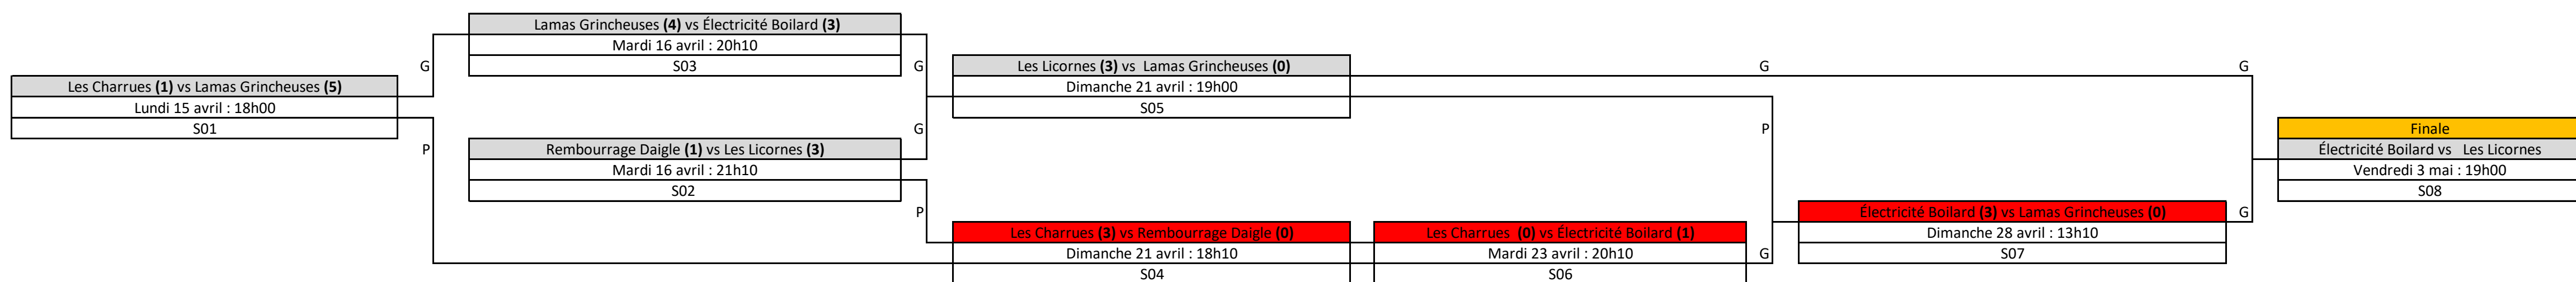 Les Charrues (1) vs Lamas Grincheuses (5)
Lundi 15 avril : 18h00
S01
G
P
Lamas Grincheuses (4) vs Électricité Boilard (3)
Mardi 16 avril : 20h10
S03
G
Rembourrage Daigle (1) vs Les Licornes (3)
Mardi 16 avril : 21h10
S02
G
P
Les Licornes (3) vs  Lamas Grincheuses (0)
Dimanche 21 avril : 19h00
S05
G
P
Les Charrues (3) vs Rembourrage Daigle (0)
Dimanche 21 avril : 18h10
S04
Les Charrues  (0) vs Électricité Boilard (1)
Mardi 23 avril : 20h10
S06
G
Électricité Boilard (3) vs Lamas Grincheuses (0)
Dimanche 28 avril : 13h10
S07
G
G
Finale
Électricité Boilard vs   Les Licornes
Vendredi 3 mai : 19h00
S08